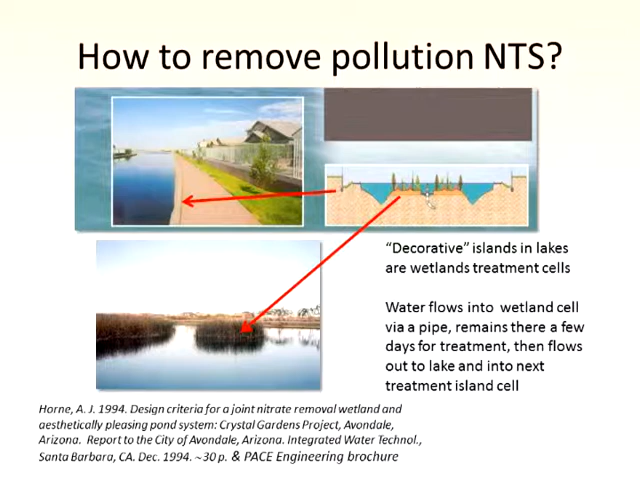 How to remove pollution NTS?
“Decorative” islands in lakes
are wetlands treatment cells
Water flows into wetland cell
via a pipe, remains there a few
days for treatment, then flows
out to lake and into next
treatment island cell
Horne, A. J. 1994. Design criteria for a joint nitrate removal wetland and
aesthetically pleasing pond system: Crystal Gardens Project, Avondale,
Arizona. Report to the City of Avondale, Arizona. Integrated Water Technol.,
Santa Barbara, CA. Dec. 1994. ~30 p. & PACE Engineering brochure